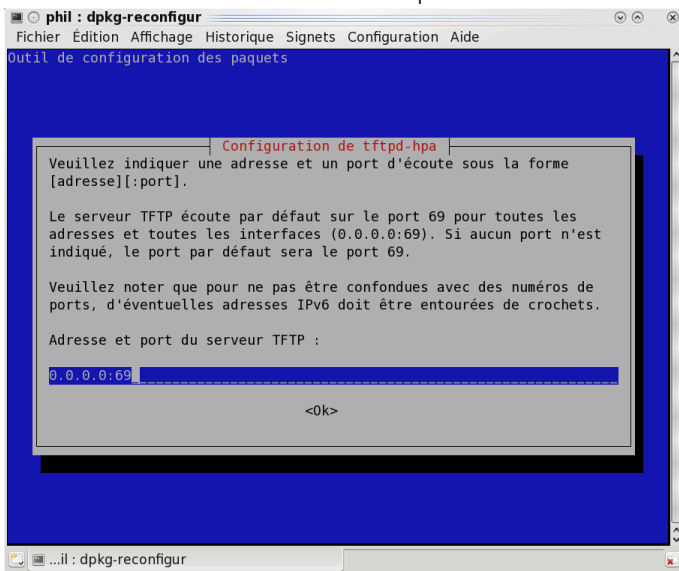 phil : dpkg-reconfigur
Fichier Édition Affichage Historique Signets Configuration Aide
Outil de configuration des paquets
Configuration de tftpd-hpa
Veuillez indiquer une adresse et un port d'écoute sous la forme
[adresse][:port].
Le serveur TFTP écoute par défaut sur le port 69 pour toutes les
adresses et toutes les interfaces (0.0.0.0:69). Si aucun port n'est
indiqué, le port par défaut sera le port 69.
Veuillez noter que pour ne pas être confondues avec des numéros de
ports, d'éventuelles adresses IPv6 doit être entourées de crochets.
Adresse et port du serveur TFTP :
0.0.0.0:69
<Ok>
...il : dpkg-reconfigur